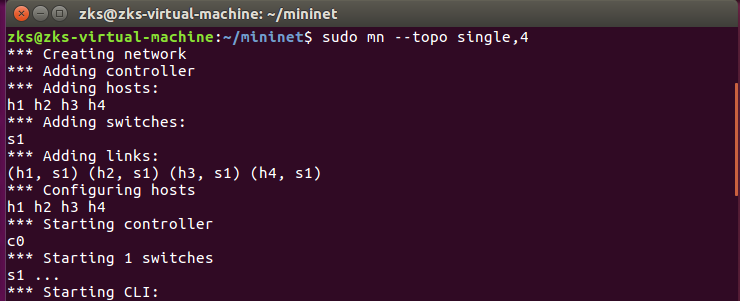 zks@zks-virtual-machine: ~/mininet
zks@zks-virtual-machine:~/mininet$ sudo mn --topo single,4
*** Creating network
*** Adding controller
*** Adding hosts:
h1 h2 h3 h4
*** Adding switches:
s1
*** Adding links:
(h1, s1) (h2, s1) (h3, s1) (h4, s1)
*** Configuring hosts
h1 h2 h3 h4
*** Starting controller
c0
*** Starting 1 switches
s1 ...
*** Starting CLI: